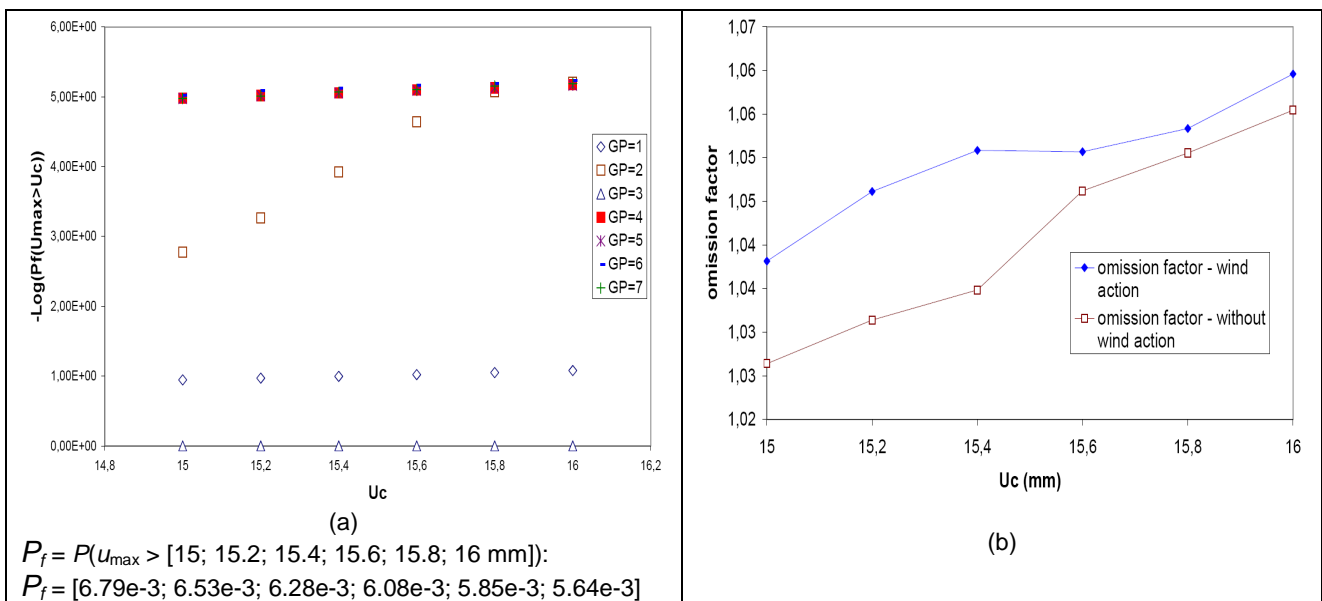 6,00E+00
5,00E+00
4,00E+00
3,00E+00
2,00E+00
1,00E+00
0,00E+00
-Log(Pf(Umax>Uc))
14,8 15 15,2 15,4 15,6 15,8 16 16,2
Uc
GP=1
GP=2
GP=3
GP=4
GP=5
GP=6
GP=7
(a)
P_f = P(u_max > [15; 15.2; 15.4; 15.6; 15.8; 16 mm]):
P_f = [6.79e-3; 6.53e-3; 6.28e-3; 6.08e-3; 5.85e-3; 5.64e-3]
1,07
1,06
1,06
1,05
1,05
1,04
1,04
1,03
1,03
1,02
omission factor
15 15,2 15,4 15,6 15,8 16
Uc (mm)
omission factor - wind
action
omission factor - without
wind action
(b)